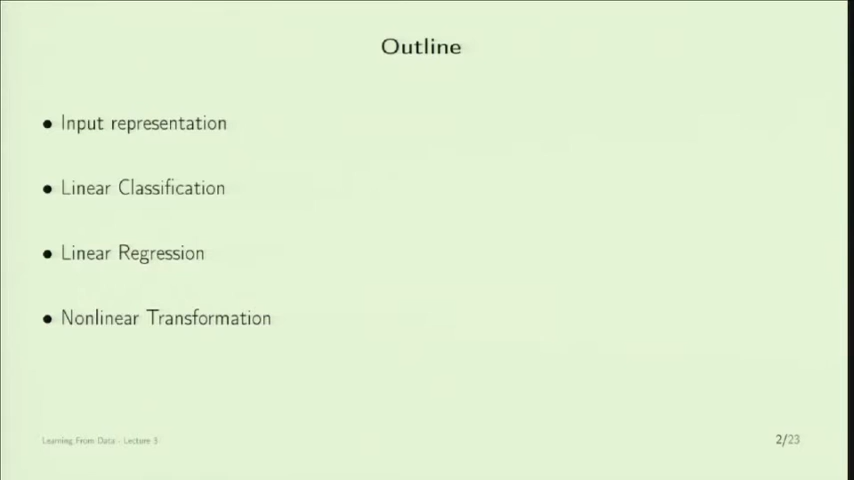 Outline
• Input representation
• Linear Classification
• Linear Regression
• Nonlinear Transformation
Learning From Data - Lecture 3
2/23